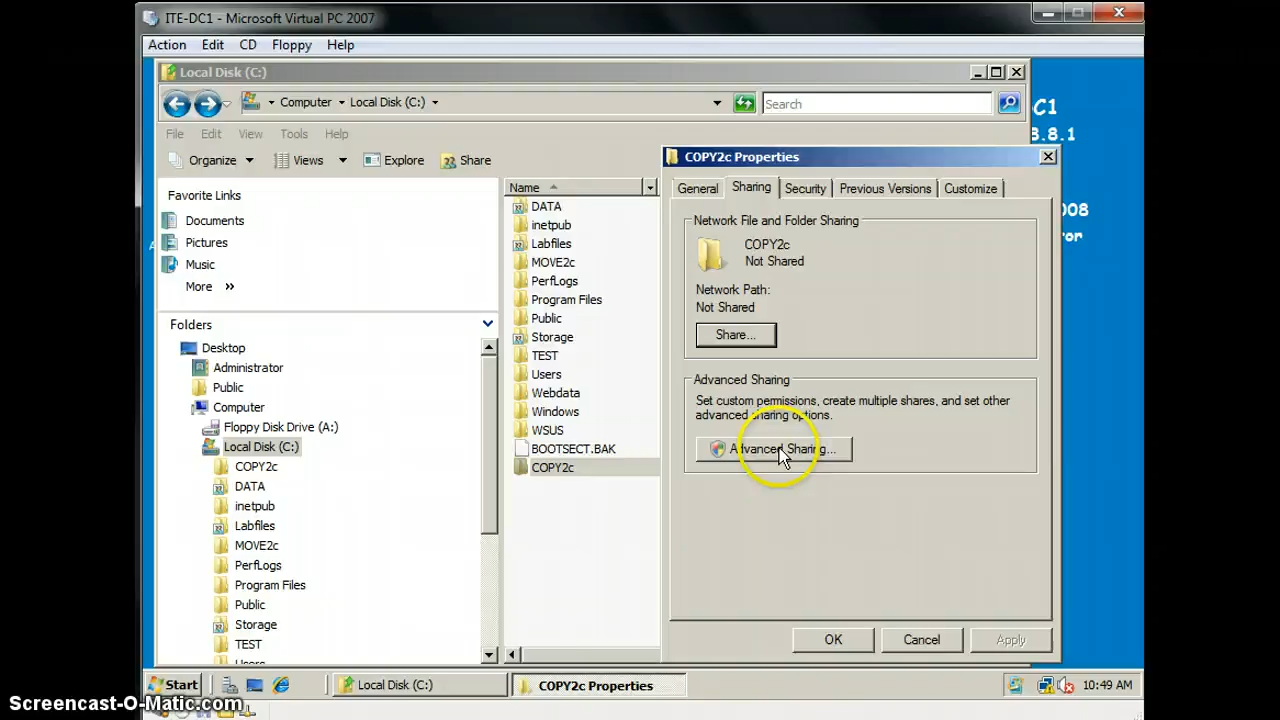 ITE-DC1 - Microsoft Virtual PC 2007
Action Edit CD Floppy Help
Local Disk (C:)
Computer Local Disk (C:)
Search
File Edit View Tools Help
Organize Views Explore Share
Favorite Links
Documents
Pictures
Music
More »
Folders
Desktop
Administrator
Public
Computer
Floppy Disk Drive (A:)
Local Disk (C:)
COPY2c
DATA
inetpub
Labfiles
MOVE2c
PerfLogs
Program Files
Public
Storage
TEST
Name
DATA
inetpub
Labfiles
MOVE2c
PerfLogs
Program Files
Public
Storage
TEST
Users
Webdata
Windows
WSUS
BOOTSECT.BAK
COPY2c
COPY2c Properties
General Sharing Security Previous Versions Customize
Network File and Folder Sharing
COPY2c
Not Shared
Network Path:
Not Shared
Share...
Advanced Sharing
Set custom permissions, create multiple shares, and set other
advanced sharing options.
Advanced Sharing...
OK Cancel Apply
C1
3.8.1
008
or
Start Local Disk (C:) COPY2c Properties 10:49 AM
Screencast-O-Matic.com